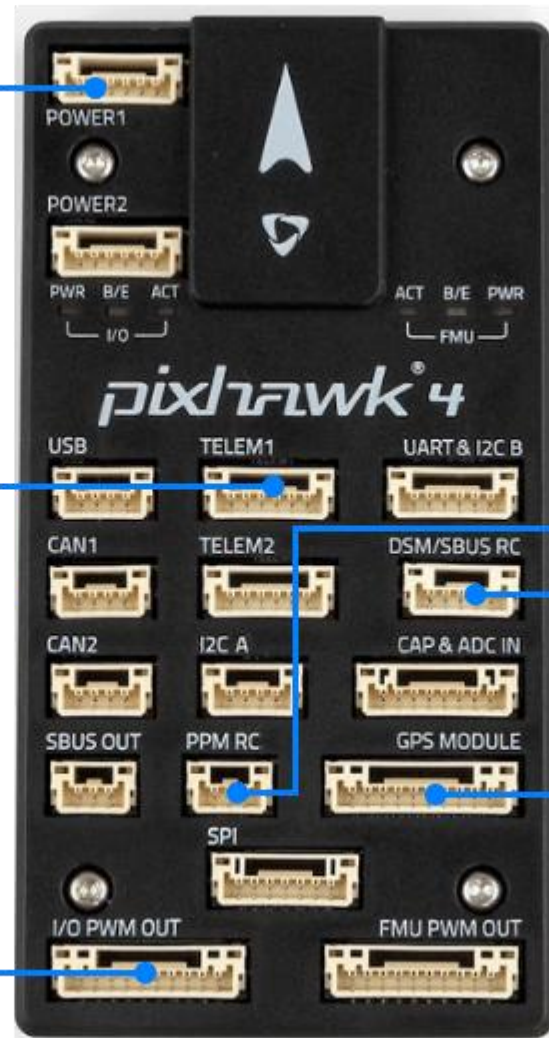 POWER1
POWER2
PWR B/E ACT
I/O
ACT B/E PWR
FMU
pixhawk®4
USB TELEM1 UART & I2C B
CAN1 TELEM2 DSM/SBUS RC
CAN2 I2C A CAP & ADC IN
SBUS OUT PPM RC GPS MODULE
SPI
I/O PWM OUT FMU PWM OUT